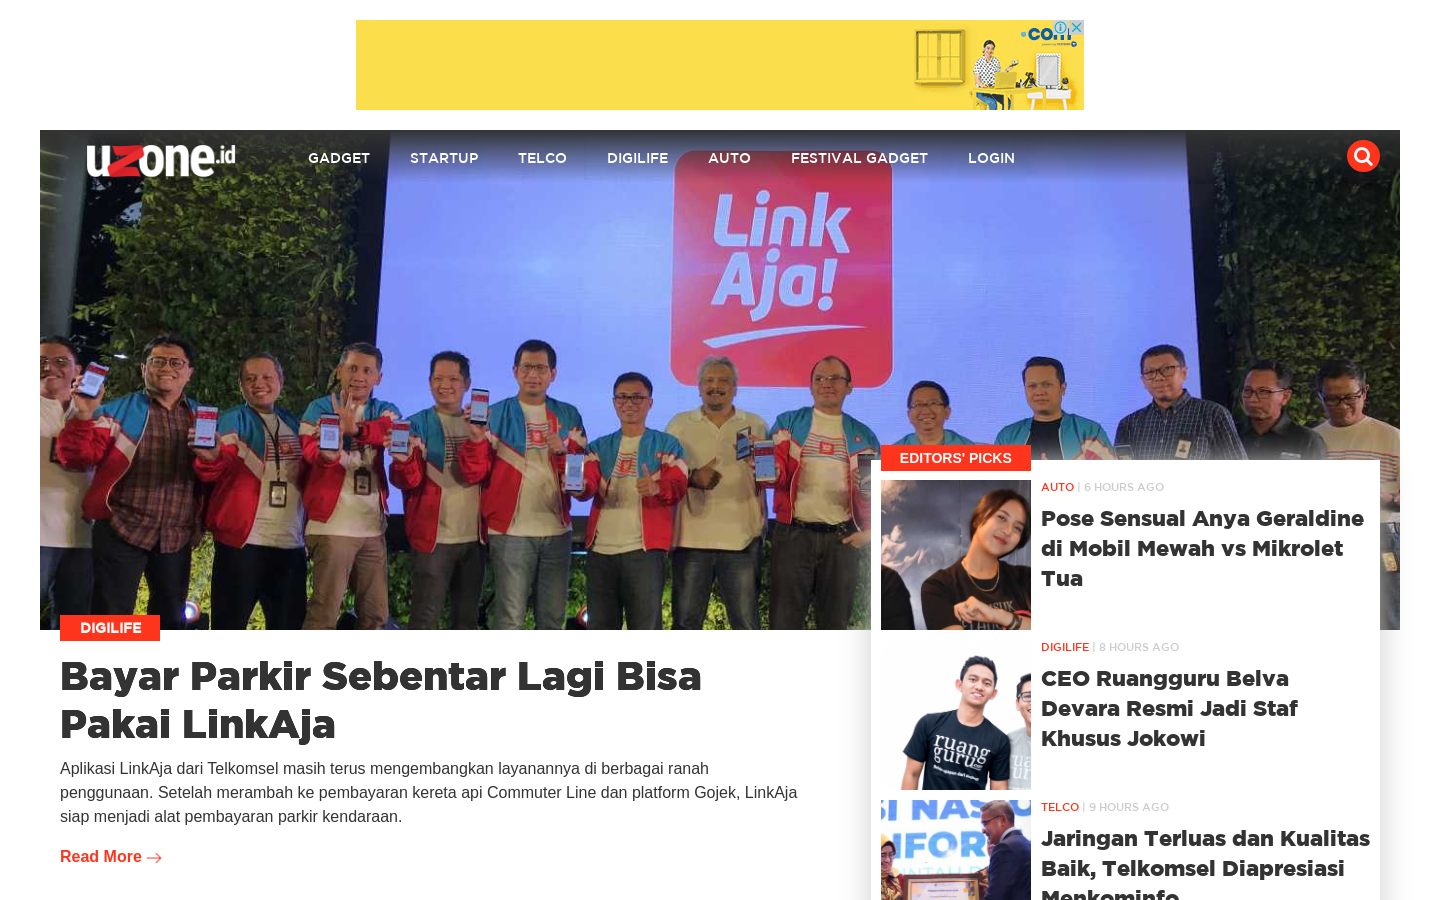 .com
uzone.id
GADGET
STARTUP
TELCO
DIGILIFE
AUTO
FESTIVAL GADGET
LOGIN
Link
Aja!
EDITORS' PICKS
AUTO | 6 HOURS AGO
Pose Sensual Anya Geraldine
di Mobil Mewah vs Mikrolet
Tua
DIGILIFE
Bayar Parkir Sebentar Lagi Bisa
Pakai LinkAja
Aplikasi LinkAja dari Telkomsel masih terus mengembangkan layanannya di berbagai ranah
penggunaan. Setelah merambah ke pembayaran kereta api Commuter Line dan platform Gojek, LinkAja
siap menjadi alat pembayaran parkir kendaraan.
Read More
DIGILIFE | 8 HOURS AGO
CEO Ruangguru Belva
Devara Resmi Jadi Staf
Khusus Jokowi
ruang
guru
TELCO | 9 HOURS AGO
Jaringan Terluas dan Kualitas
Baik, Telkomsel Diapresiasi
Menkominfo